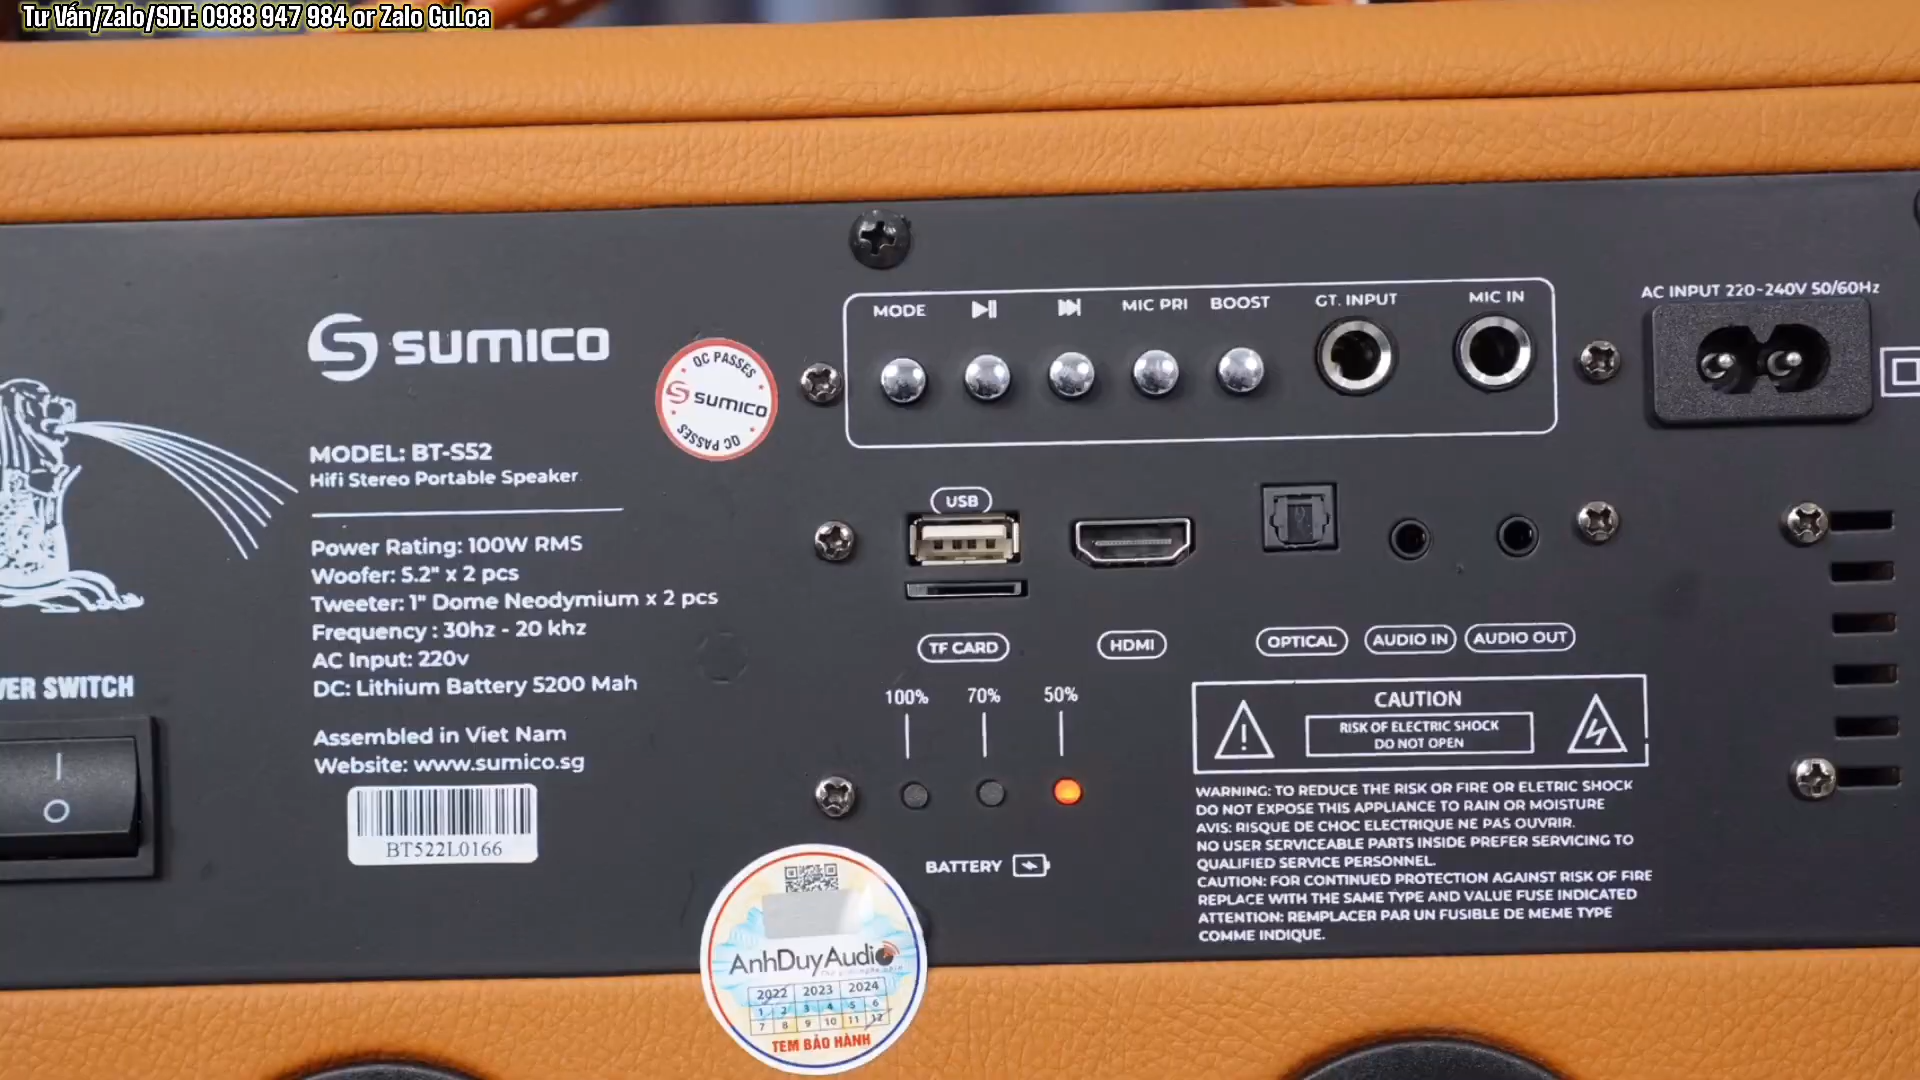 Tư Vấn/Zalo/SDT: 0988 947 984 or Zalo GuLoa
SUMICO
MODEL: BT-S52
Hifi Stereo Portable Speaker
Power Rating: 100W RMS
Woofer: 5.2" x 2 pcs
Tweeter: 1" Dome Neodymium x 2 pcs
Frequency : 30hz - 20 khz
AC Input: 220v
DC: Lithium Battery 5200 Mah
Assembled in Viet Nam
Website: www.sumico.sg
BT522L0166
VER SWITCH
QC PASSES
SUMICO
QC PASSES
MODE
MIC PRI
BOOST
GT. INPUT
MIC IN
AC INPUT 220~240V 50/60Hz
USB
TF CARD
HDMI
OPTICAL
AUDIO IN
AUDIO OUT
100% 70% 50%
BATTERY
CAUTION
RISK OF ELECTRIC SHOCK
DO NOT OPEN
WARNING: TO REDUCE THE RISK OR FIRE OR ELETRIC SHOCK
DO NOT EXPOSE THIS APPLIANCE TO RAIN OR MOISTURE
AVIS: RISQUE DE CHOC ELECTRIQUE NE PAS OUVRIR.
NO USER SERVICEABLE PARTS INSIDE PREFER SERVICING TO
QUALIFIED SERVICE PERSONNEL.
CAUTION: FOR CONTINUED PROTECTION AGAINST RISK OF FIRE
REPLACE WITH THE SAME TYPE AND VALUE FUSE INDICATED
ATTENTION: REMPLACER PAR UN FUSIBLE DE MEME TYPE
COMME INDIQUE.
AnhDuyAudio
2022 2023 2024
1 2 3 4 5 6
7 8 9 10 11 12
TEM BẢO HÀNH